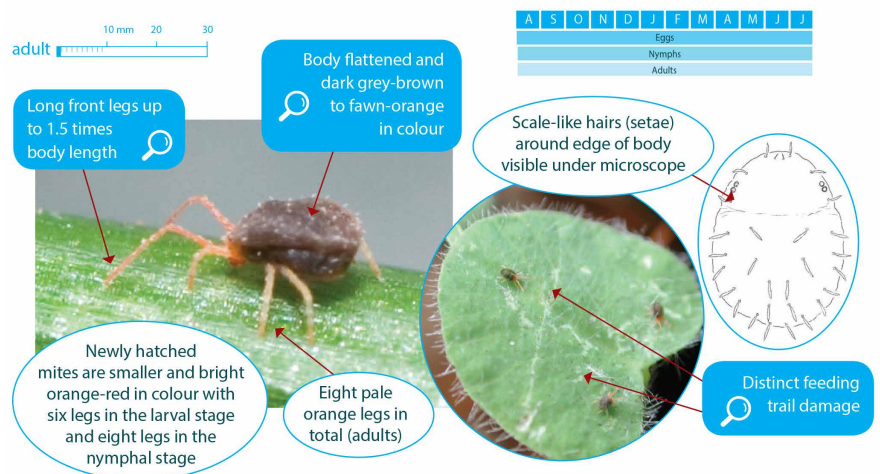 10 mm 20 30
adult
A S O N D J F M A M J J
Eggs
Nymphs
Adults
Long front legs up
to 1.5 times
body length
Body flattened and
dark grey-brown
to fawn-orange
in colour
Scale-like hairs (setae)
around edge of body
visible under microscope
Newly hatched
mites are smaller and bright
orange-red in colour with
six legs in the larval stage
and eight legs in the
nymphal stage
Eight pale
orange legs in
total (adults)
Distinct feeding
trail damage